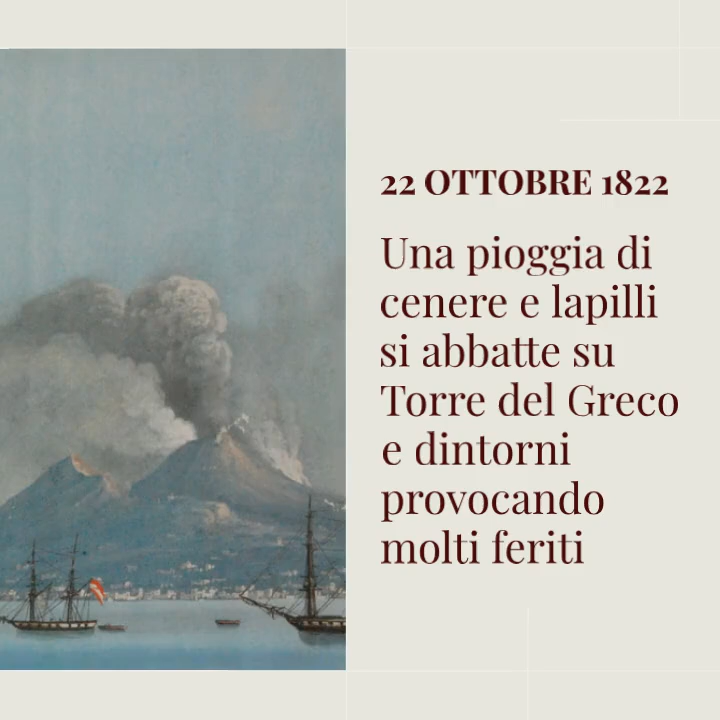 22 OTTOBRE 1822
Una pioggia di
cenere e lapilli
si abbatte su
Torre del Greco
e dintorni
provocando
molti feriti